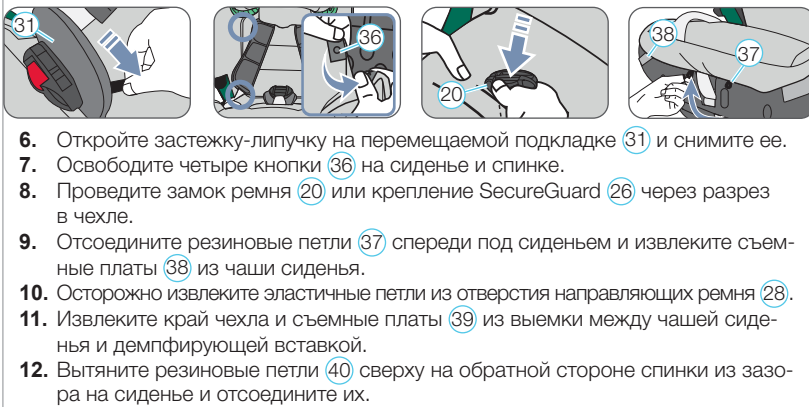 31
36
20
38
37
6. Откройте застежку-липучку на перемещаемой подкладке 31 и снимите ее.
7. Освободите четыре кнопки 36 на сиденье и спинке.
8. Проведите замок ремня 20 или крепление SecureGuard 26 через разрез
в чехле.
9. Отсоедините резиновые петли 37 спереди под сиденьем и извлеките съем-
ные платы 38 из чаши сиденья.
10. Осторожно извлеките эластичные петли из отверстия направляющих ремня 28.
11. Извлеките край чехла и съемные платы 39 из выемки между чашей сиде-
нья и демпфирующей вставкой.
12. Вытяните резиновые петли 40 сверху на обратной стороне спинки из зазо-
ра на сиденье и отсоедините их.